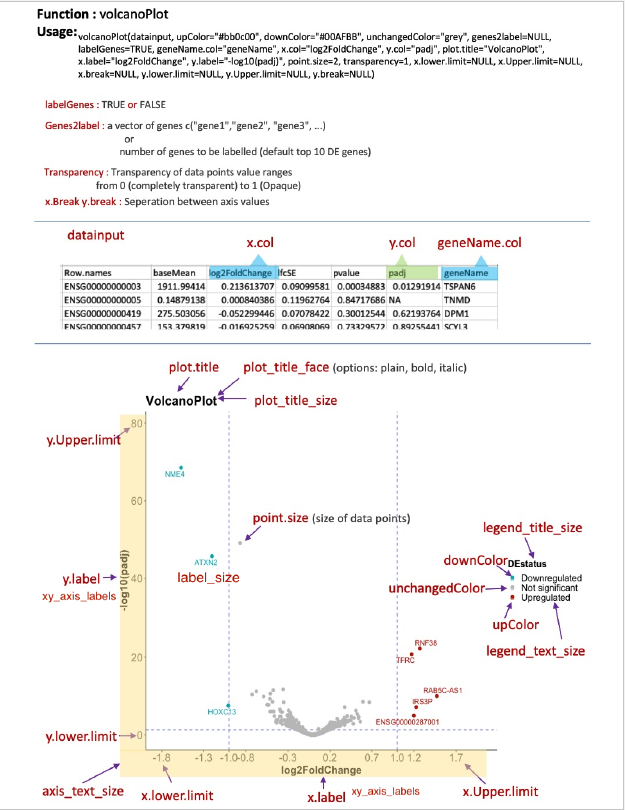 Function : volcanoPlot
Usage: volcanoPlot(datainput, upColor="#bb0c00", downColor="#00AFBB", unchangedColor="grey", genes2label=NULL,
labelGenes=TRUE, geneName.col="geneName", x.col="log2FoldChange", y.col="padj", plot.title="VolcanoPlot",
x.label="log2FoldChange", y.label="-log10(padj)", point.size=2, transparency=1, x.lower.limit=NULL, x.Upper.limit=NULL,
x.break=NULL, y.lower.limit=NULL, y.Upper.limit=NULL, y.break=NULL)
labelGenes : TRUE or FALSE
Genes2label : a vector of genes c("gene1","gene2", "gene3", ...)
or
number of genes to be labelled (default top 10 DE genes)
Transparency : Transparency of data points value ranges
from 0 (completely transparent) to 1 (Opaque)
x.Break y.break : Seperation between axis values
datainput
x.col
y.col
geneName.col
Row.names baseMean log2FoldChange lfcSE pvalue padj geneName
ENSG00000000003 1911.99414 0.213613707 0.09099581 0.00034883 0.01291914 TSPAN6
ENSG00000000005 0.14879138 0.000840386 0.11962764 0.84717686 NA TNMD
ENSG00000000419 275.503056 -0.052299446 0.07078422 0.30012544 0.62193764 DPM1
ENSG00000000457 153.379819 -0.016925259 0.06908069 0.73329572 0.89255441 SCYL3
plot.title
plot_title_face (options: plain, bold, italic)
VolcanoPlot
plot_title_size
80
y.Upper.limit
NME4
60
point.size (size of data points)
legend_title_size
ATXN2
downColor
DEstatus
label_size
Downregulated
y.label
40
-log10(padj)
unchangedColor
Not significant
xy_axis_labels
Upregulated
upColor
legend_text_size
RNF38
20
TFRC
RAB5C-AS1
IRS3P
HOXC13
ENSG00000287001
y.lower.limit
0
-1.8 -1.3 -1.0 -0.8 -0.3 0.2 0.7 1.0 1.2 1.7
log2FoldChange
axis_text_size
x.lower.limit
x.label
xy_axis_labels
x.Upper.limit